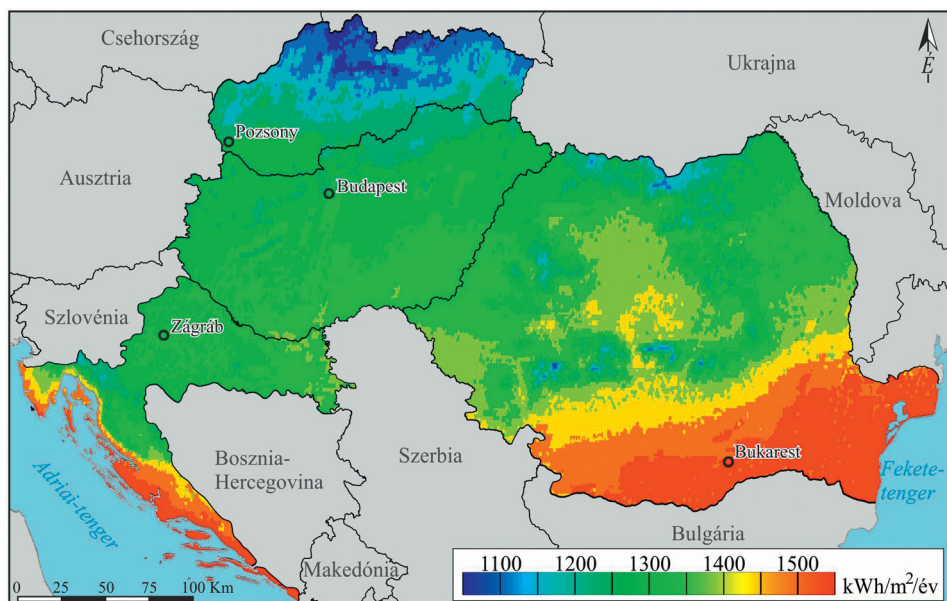 Csehország
Ukrajna
É
Pozsony
Ausztria
Budapest
Moldova
Szlovénia
Zágráb
Bosznia-
Hercegovina
Szerbia
Bukarest
Adriai-tenger
Fekete-
tenger
Bulgária
Makedónia
0 25 50 75 100 Km
1100 1200 1300 1400 1500 kWh/m²/év